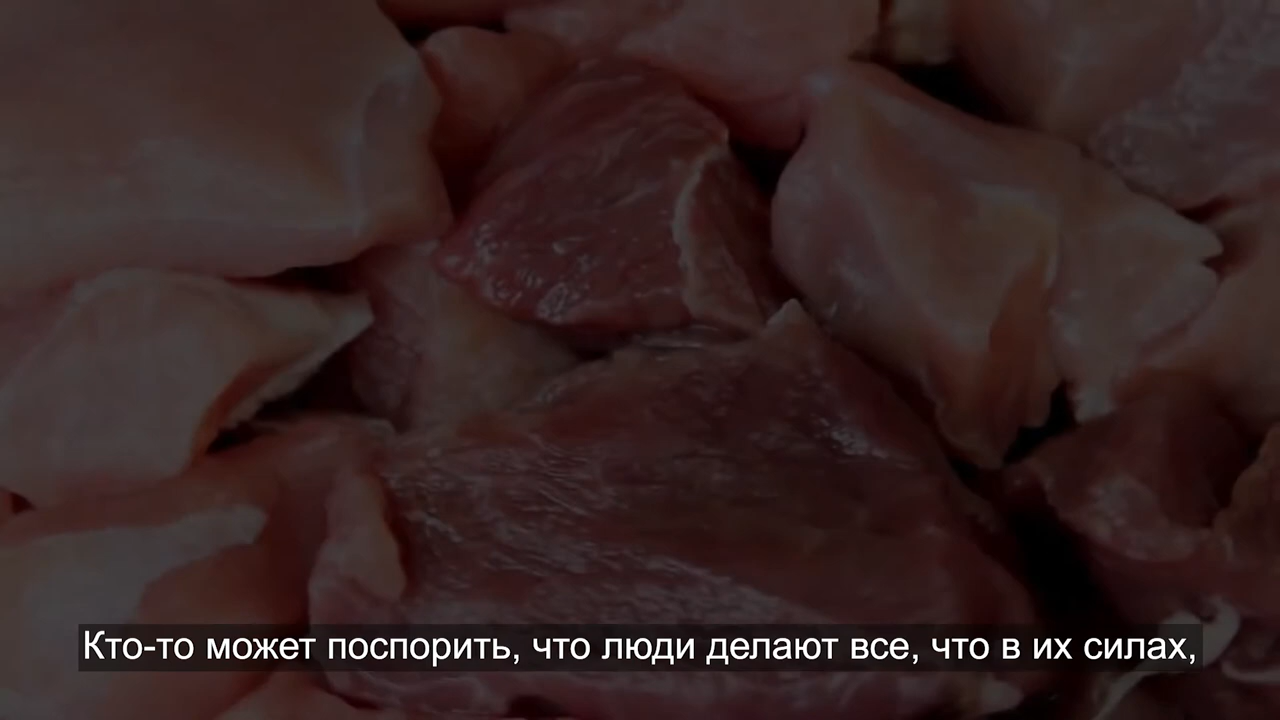 Кто-то может поспорить, что люди делают все, что в их силах,